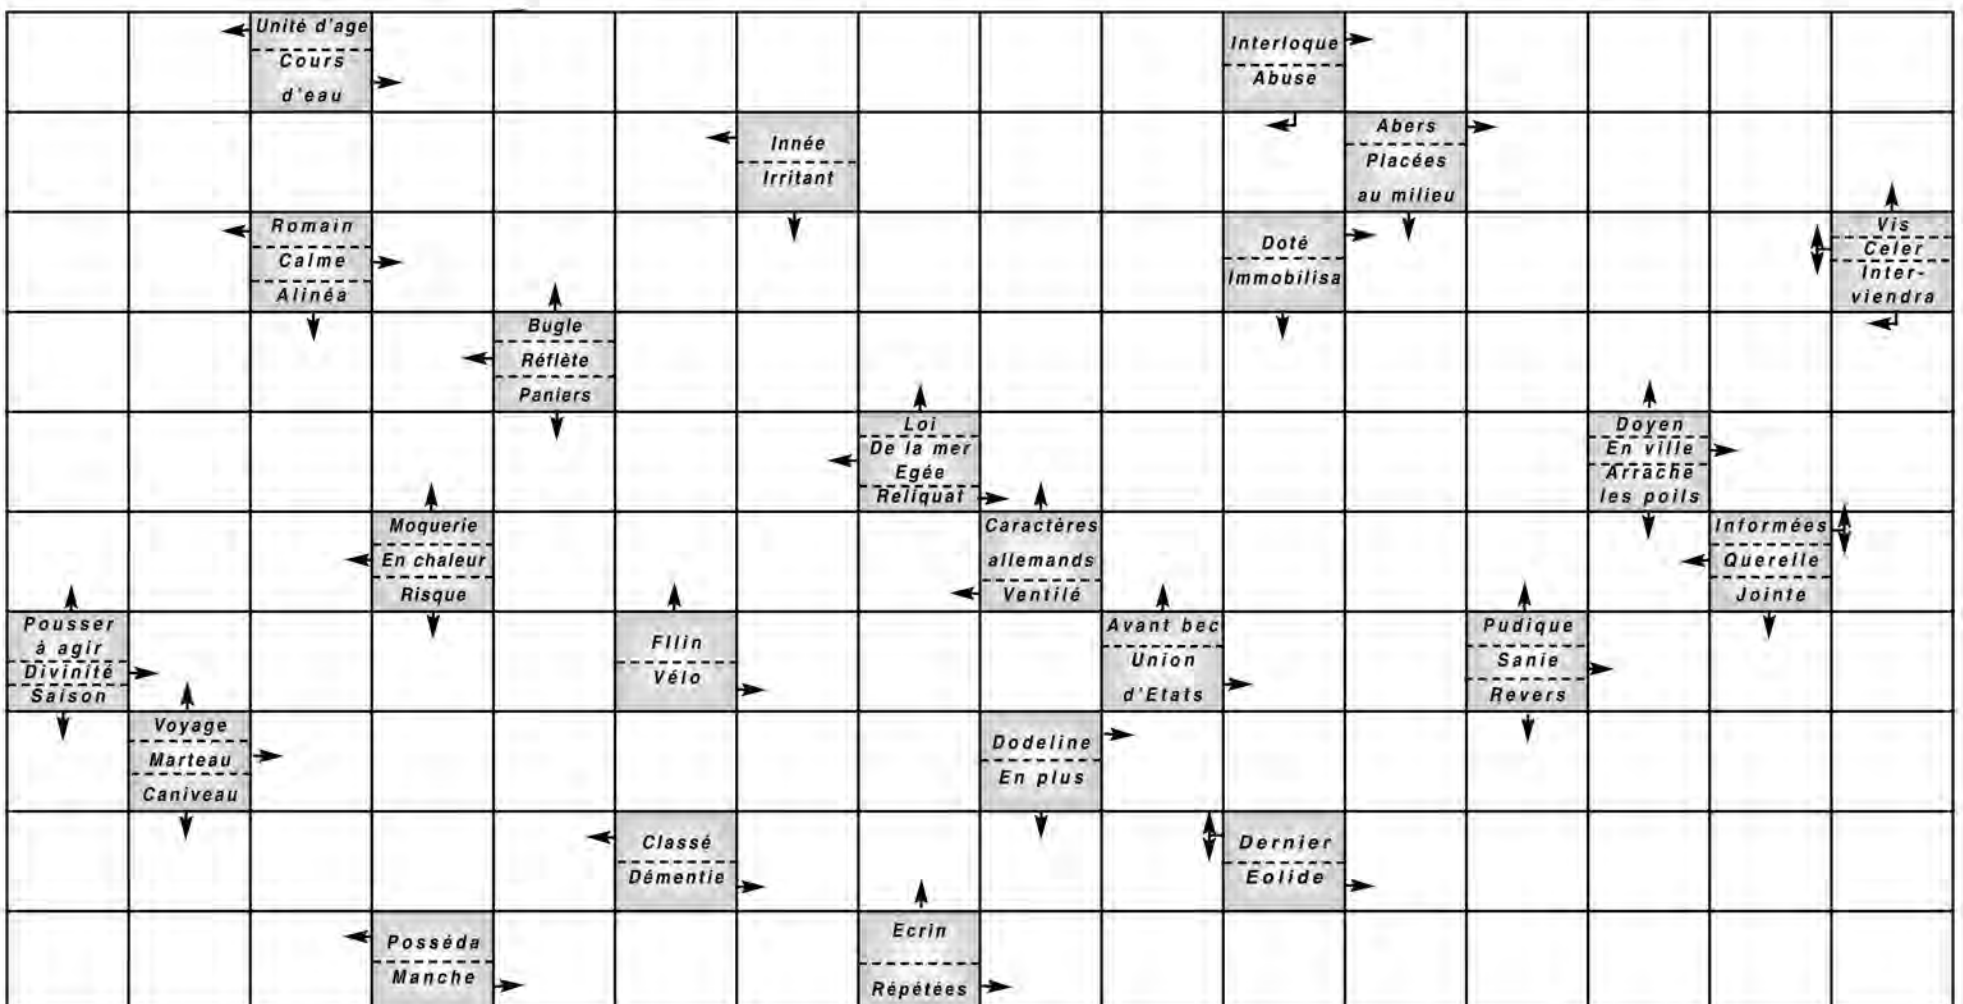 Unité d'age
Cours
d'eau
Interloque
Abuse
Innée
Irritant
Abers
Placées
au milieu
Romain
Calme
Alinéa
Doté
Immobilisa
Vis
Celer
Inter-
viendra
Bugle
Réflète
Paniers
Loi
De la mer
Egée
Reliquat
Doyen
En ville
Arrache
les poils
Moquerie
En chaleur
Risque
Caractères
allemands
Ventilé
Informées
Querelle
Jointe
Pousser
à agir
Divinité
Saison
FIlin
Vélo
Avant bec
Union
d'Etats
Pudique
Sanie
Revers
Voyage
Marteau
Caniveau
Dodeline
En plus
Classé
Démentie
Dernier
Eolide
Posséda
Manche
Ecrin
Répétées